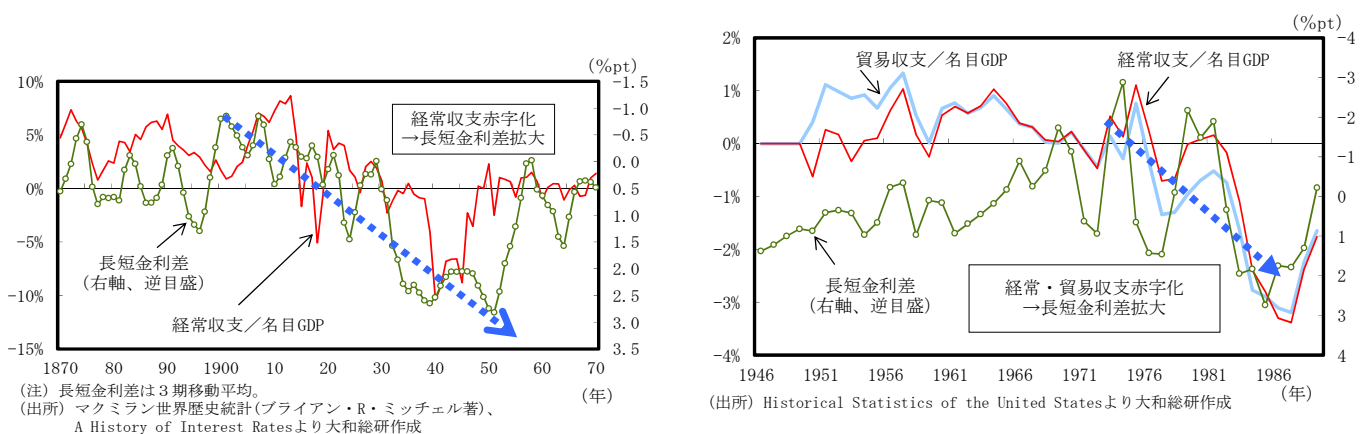 (%pt)
10%
5%
0%
-5%
-10%
-15%
-1.5
-1.0
-0.5
0.0
0.5
1.0
1.5
2.0
2.5
3.0
3.5
経常収支赤字化
→長短金利差拡大
長短金利差
(右軸、逆目盛)
経常収支／名目GDP
1870 80 90 1900 10 20 30 40 50 60 70
(年)
(注) 長短金利差は３期移動平均。
(出所) マクミラン世界歴史統計(ブライアン・R・ミッチェル著)、
A History of Interest Ratesより大和総研作成
(%pt)
2%
1%
0%
-1%
-2%
-3%
-4%
-4
-3
-2
-1
0
1
2
3
4
貿易収支／名目GDP
経常収支／名目GDP
長短金利差
(右軸、逆目盛)
経常・貿易収支赤字化
→長短金利差拡大
1946 1951 1956 1961 1966 1971 1976 1981 1986
(年)
(出所) Historical Statistics of the United Statesより大和総研作成